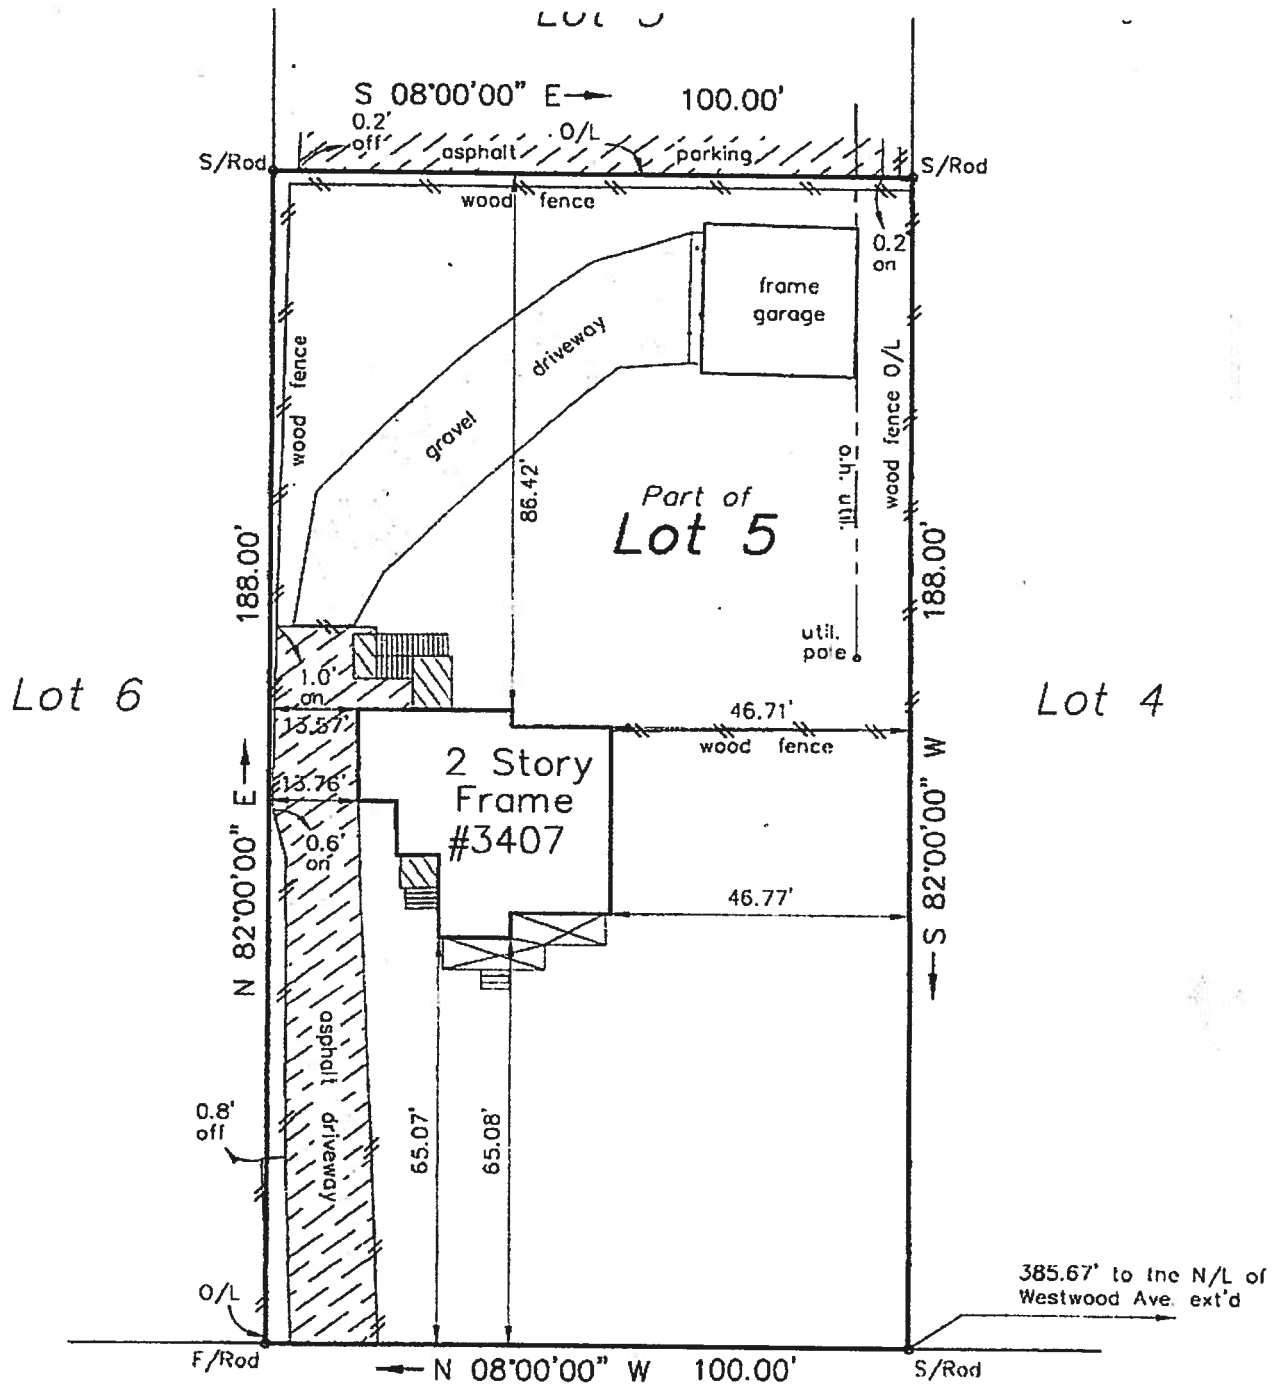 Lot
S 08°00'00" E 100.00'
0.2'
off
O/L
asphalt parking
S/Rod
S/Rod
wood fence
0.2
on
frame
garage
driveway
gravel
wood fence
wood fence O/L
o.h. util.
86.42'
Part of
Lot 5
188.00'
188.00'
util.
pole
1.0'
on
Lot 6
Lot 4
13.57'
46.71'
wood fence
2 Story
Frame
#3407
13.76'
0.6'
on
N 82°00'00" E
S 82°00'00" W
46.77'
asphalt driveway
0.8'
off
65.07'
65.08'
O/L
385.67' to the N/L of
Westwood Ave. ext'd
F/Rod
N 08°00'00" W 100.00'
S/Rod